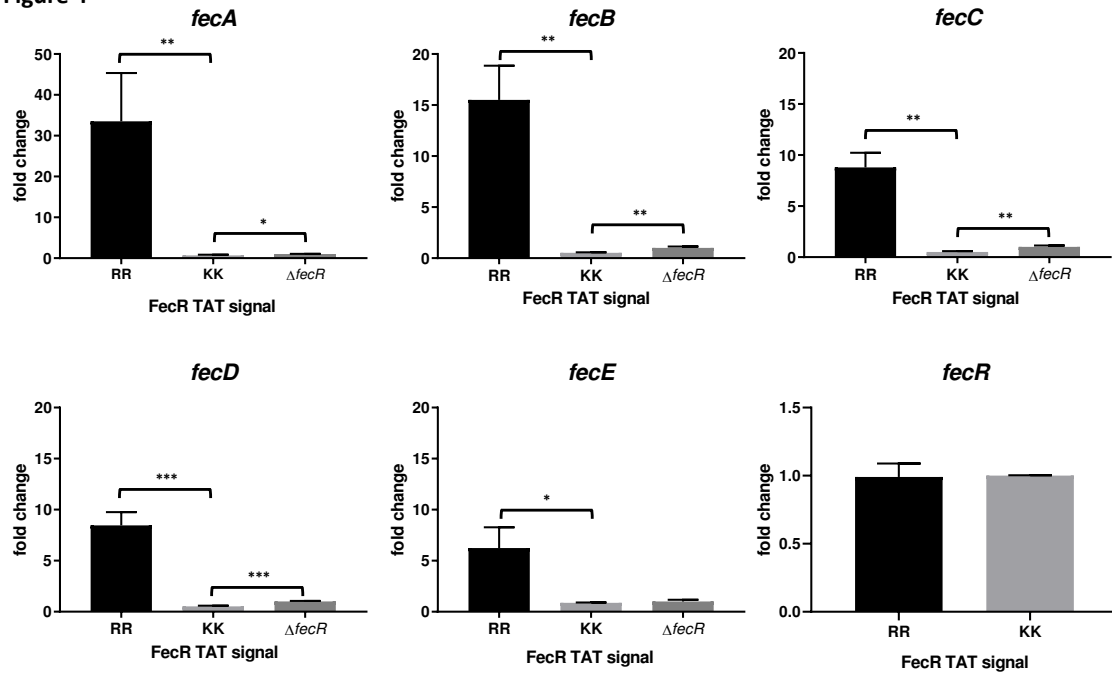 fecA
**
*
50
40
30
20
10
0
fold change
RR KK ΔfecR
FecR TAT signal
fecB
**
**
20
15
10
5
0
fold change
RR KK ΔfecR
FecR TAT signal
fecC
**
**
20
15
10
5
0
fold change
RR KK ΔfecR
FecR TAT signal
fecD
***
***
20
15
10
5
0
fold change
RR KK ΔfecR
FecR TAT signal
fecE
*
20
15
10
5
0
fold change
RR KK ΔfecR
FecR TAT signal
fecR
1.5
1.0
0.5
0.0
fold change
RR KK
FecR TAT signal